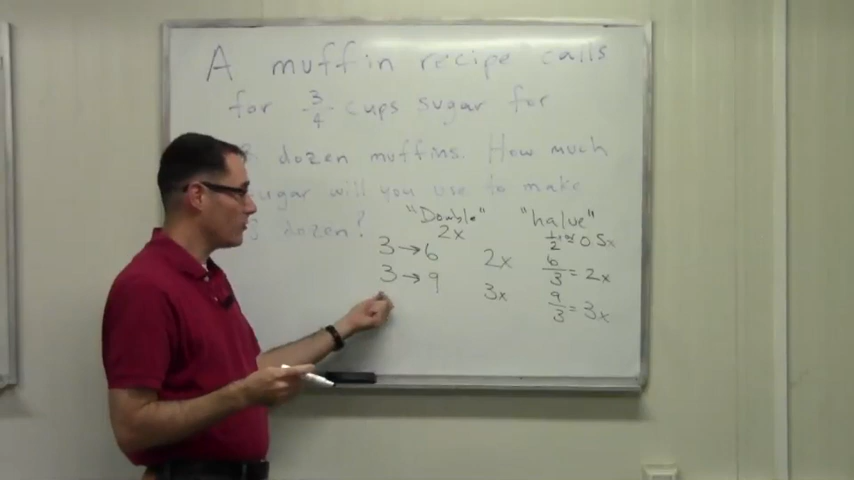 A muffin recipe calls
for 3/4 cups sugar for
dozen muffins. How much
sugar will you use to make
3 dozen?
"Double" "halve"
2x 1/2 or 0.5x
3→6 2x 6/3 = 2x
3→9 3x 9/3 = 3x